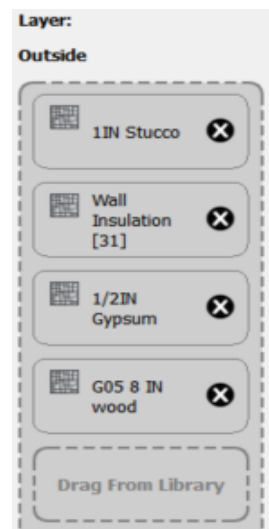 Layer:
Outside
1IN Stucco
Wall
Insulation
[31]
1/2IN
Gypsum
G05 8 IN
wood
Drag From Library